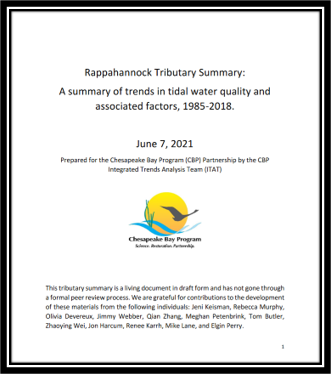 Rappahannock Tributary Summary:
A summary of trends in tidal water quality and
associated factors, 1985-2018.
June 7, 2021
Prepared for the Chesapeake Bay Program (CBP) Partnership by the CBP
Integrated Trends Analysis Team (ITAT)
Chesapeake Bay Program
Science. Restoration. Partnership.
This tributary summary is a living document in draft form and has not gone through
a formal peer review process. We are grateful for contributions to the development
of these materials from the following individuals: Jeni Keisman, Rebecca Murphy,
Olivia Devereux, Jimmy Webber, Qian Zhang, Meghan Petenbrink, Tom Butler,
Zhaoying Wei, Jon Harcum, Renee Karrh, Mike Lane, and Elgin Perry.
1